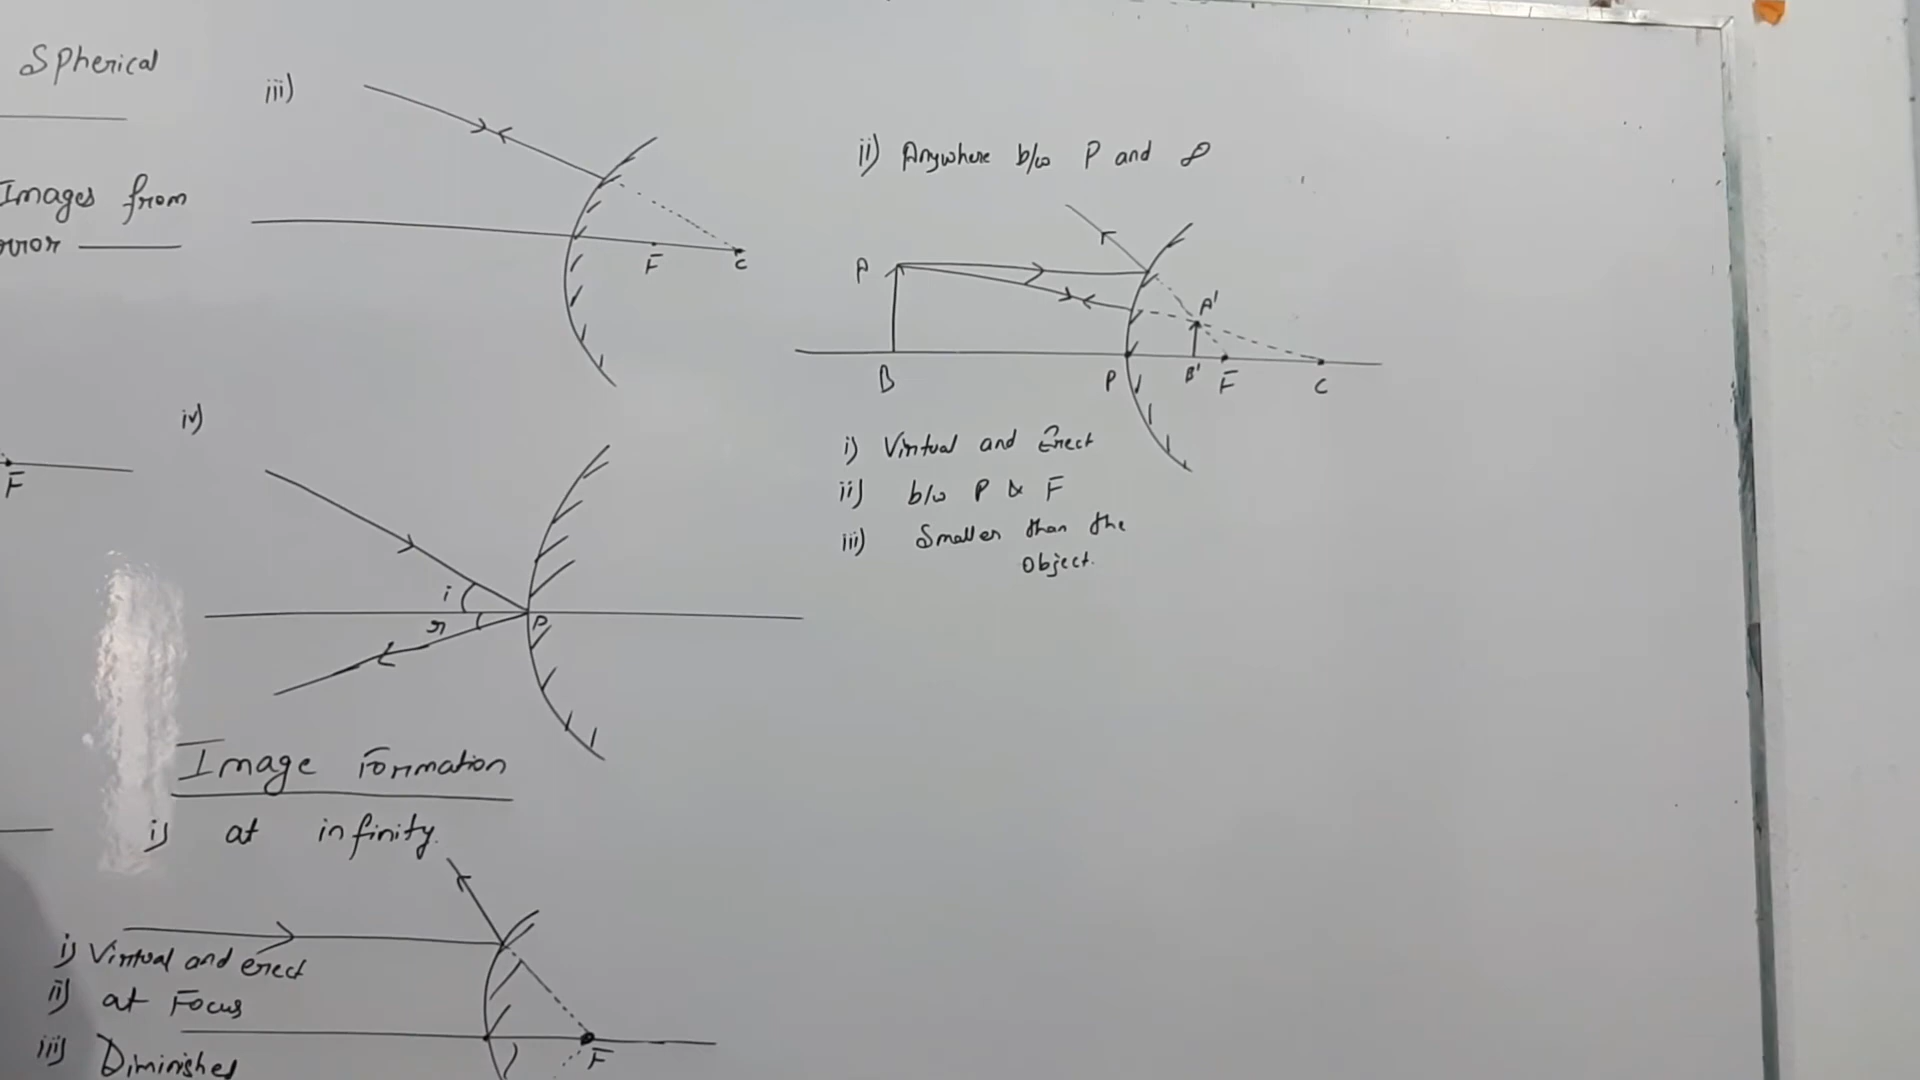 Spherical
Images from
F
iii)
F
C
iv)
i
r
P
Image Formation
i) at infinity.
i) Virtual and erect
ii) at Focus
iii) Diminished
F
ii) Anywhere b/w P and ∞
A
A'
B
P
B'
F
C
i) Virtual and Erect
ii) b/w P & F
iii) Smaller than the
Object.